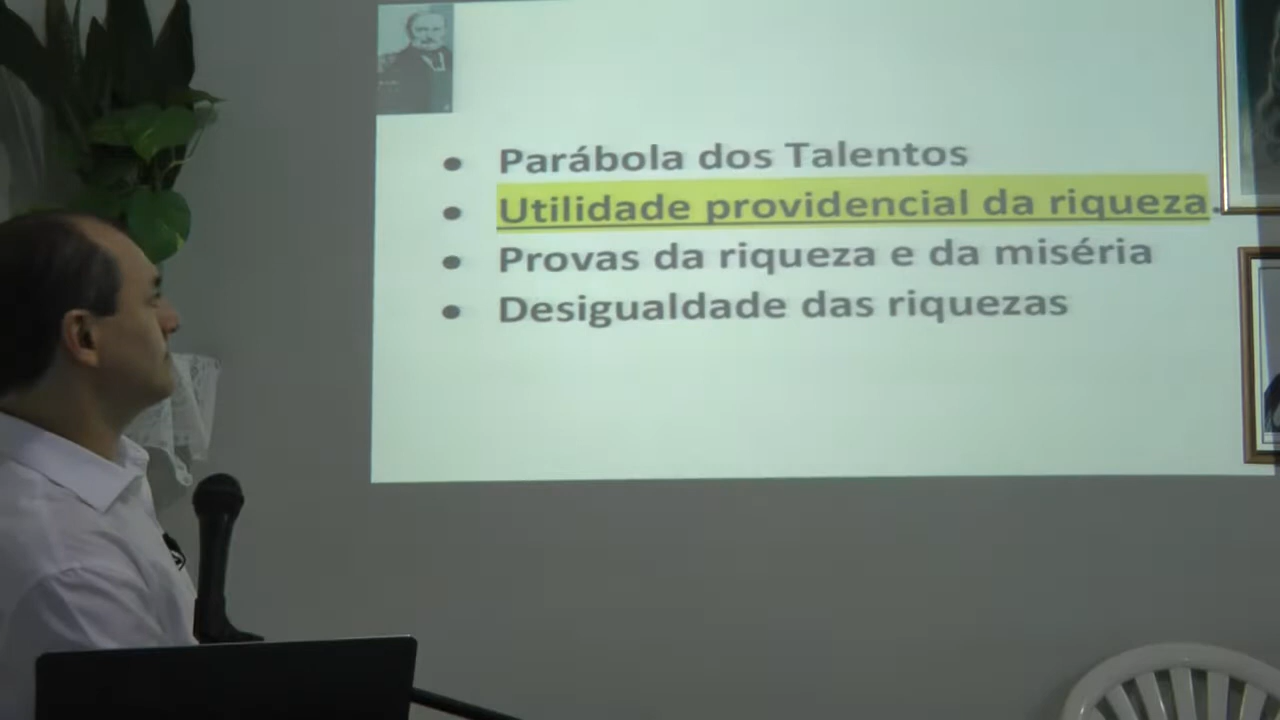 • Parábola dos Talentos
• Utilidade providencial da riqueza.
• Provas da riqueza e da miséria
• Desigualdade das riquezas